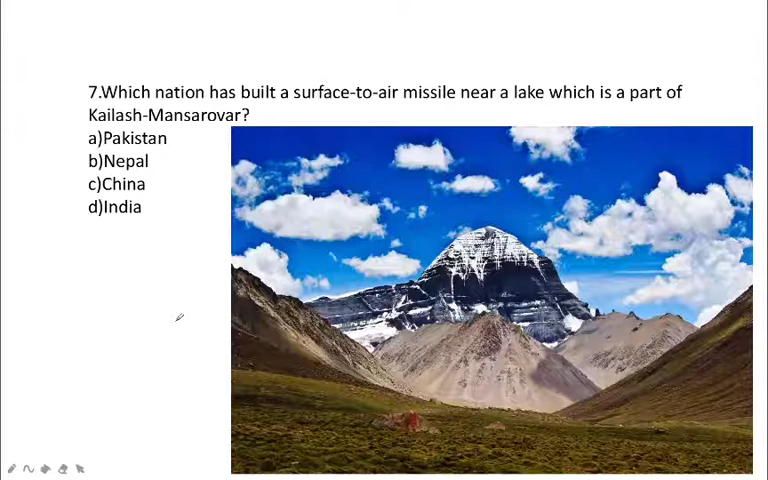 7.Which nation has built a surface-to-air missile near a lake which is a part of
Kailash-Mansarovar?
a)Pakistan
b)Nepal
c)China
d)India